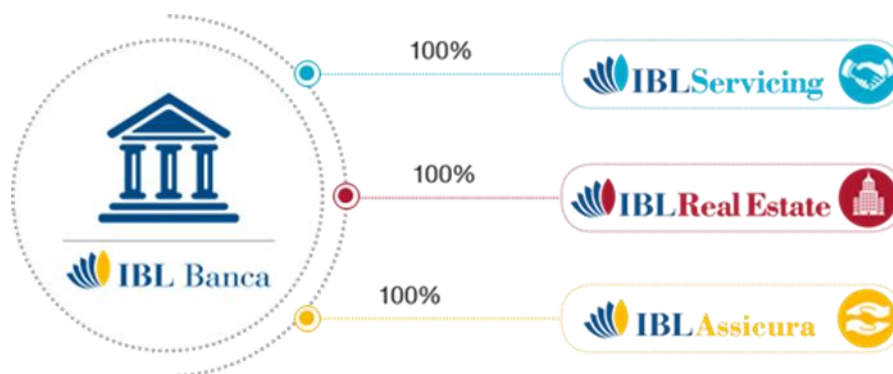 100%
IBLServicing
100%
IBLReal Estate
IBL Banca
100%
IBLAssicura